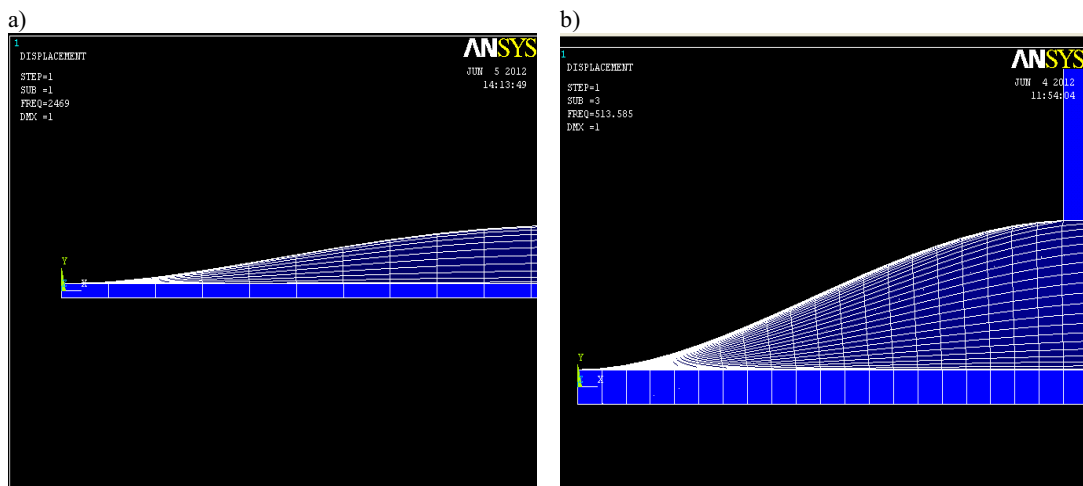 a)
1
DISPLACEMENT
STEP=1
SUB =1
FREQ=2469
DMX =1
ANSYS
JUN 5 2012
14:13:49
Y
X
b)
1
DISPLACEMENT
STEP=1
SUB =3
FREQ=513.585
DMX =1
ANSYS
JUN 4 2012
11:54:04
Y
X